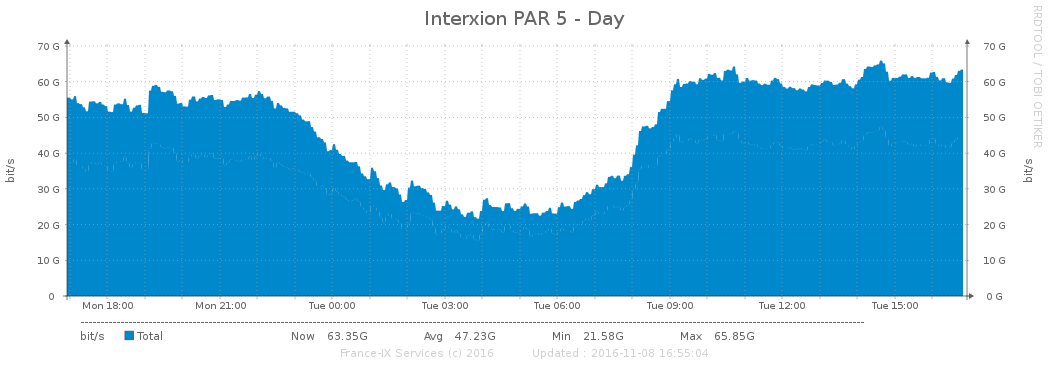 Interxion PAR 5 - Day
RRDTOOL / TOBI OETIKER
70 G 70 G
60 G 60 G
50 G 50 G
40 G 40 G
30 G 30 G
20 G 20 G
10 G 10 G
0 0 G
bit/s bit/s
Mon 18:00 Mon 21:00 Tue 00:00 Tue 03:00 Tue 06:00 Tue 09:00 Tue 12:00 Tue 15:00
bit/s Total Now 63.35G Avg 47.23G Min 21.58G Max 65.85G
France-IX Services (c) 2016 Updated : 2016-11-08 16:55:04